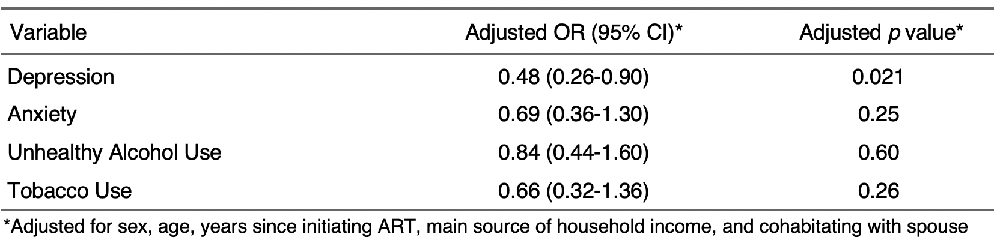 Variable Adjusted OR (95% CI)* Adjusted p value*
Depression 0.48 (0.26-0.90) 0.021
Anxiety 0.69 (0.36-1.30) 0.25
Unhealthy Alcohol Use 0.84 (0.44-1.60) 0.60
Tobacco Use 0.66 (0.32-1.36) 0.26
*Adjusted for sex, age, years since initiating ART, main source of household income, and cohabitating with spouse